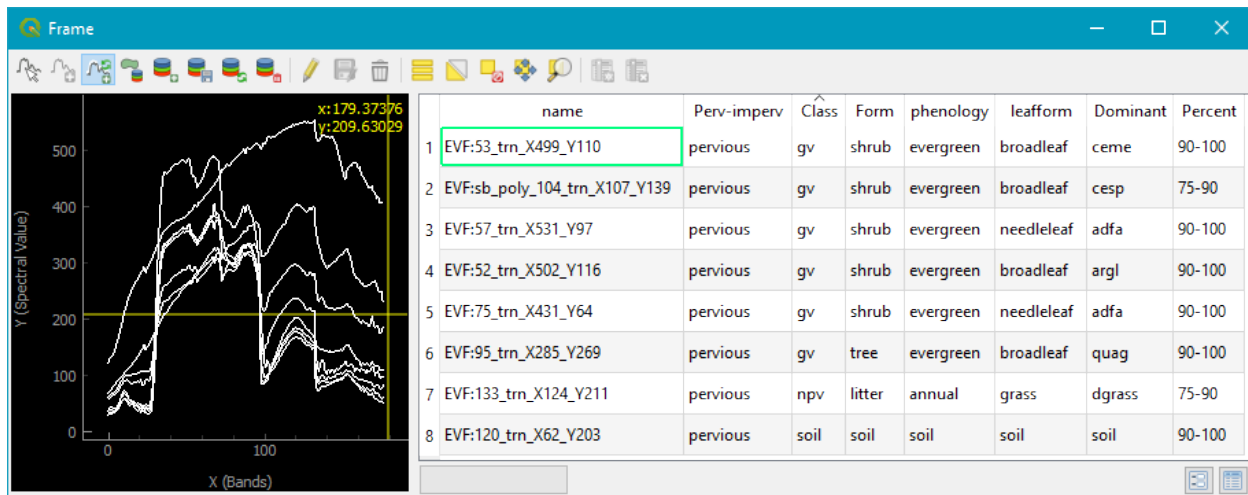 Frame
x:179.37376
y:209.63029
500
400
300
200
100
0
0 100
Y (Spectral Value)
X (Bands)
name Perv-imperv Class Form phenology leafform Dominant Percent
1 EVF:53_trn_X499_Y110 pervious gv shrub evergreen broadleaf ceme 90-100
2 EVF:sb_poly_104_trn_X107_Y139 pervious gv shrub evergreen broadleaf cesp 75-90
3 EVF:57_trn_X531_Y97 pervious gv shrub evergreen needleleaf adfa 90-100
4 EVF:52_trn_X502_Y116 pervious gv shrub evergreen broadleaf argl 90-100
5 EVF:75_trn_X431_Y64 pervious gv shrub evergreen needleleaf adfa 90-100
6 EVF:95_trn_X285_Y269 pervious gv tree evergreen broadleaf quag 90-100
7 EVF:133_trn_X124_Y211 pervious npv litter annual grass dgrass 75-90
8 EVF:120_trn_X62_Y203 pervious soil soil soil soil soil 90-100